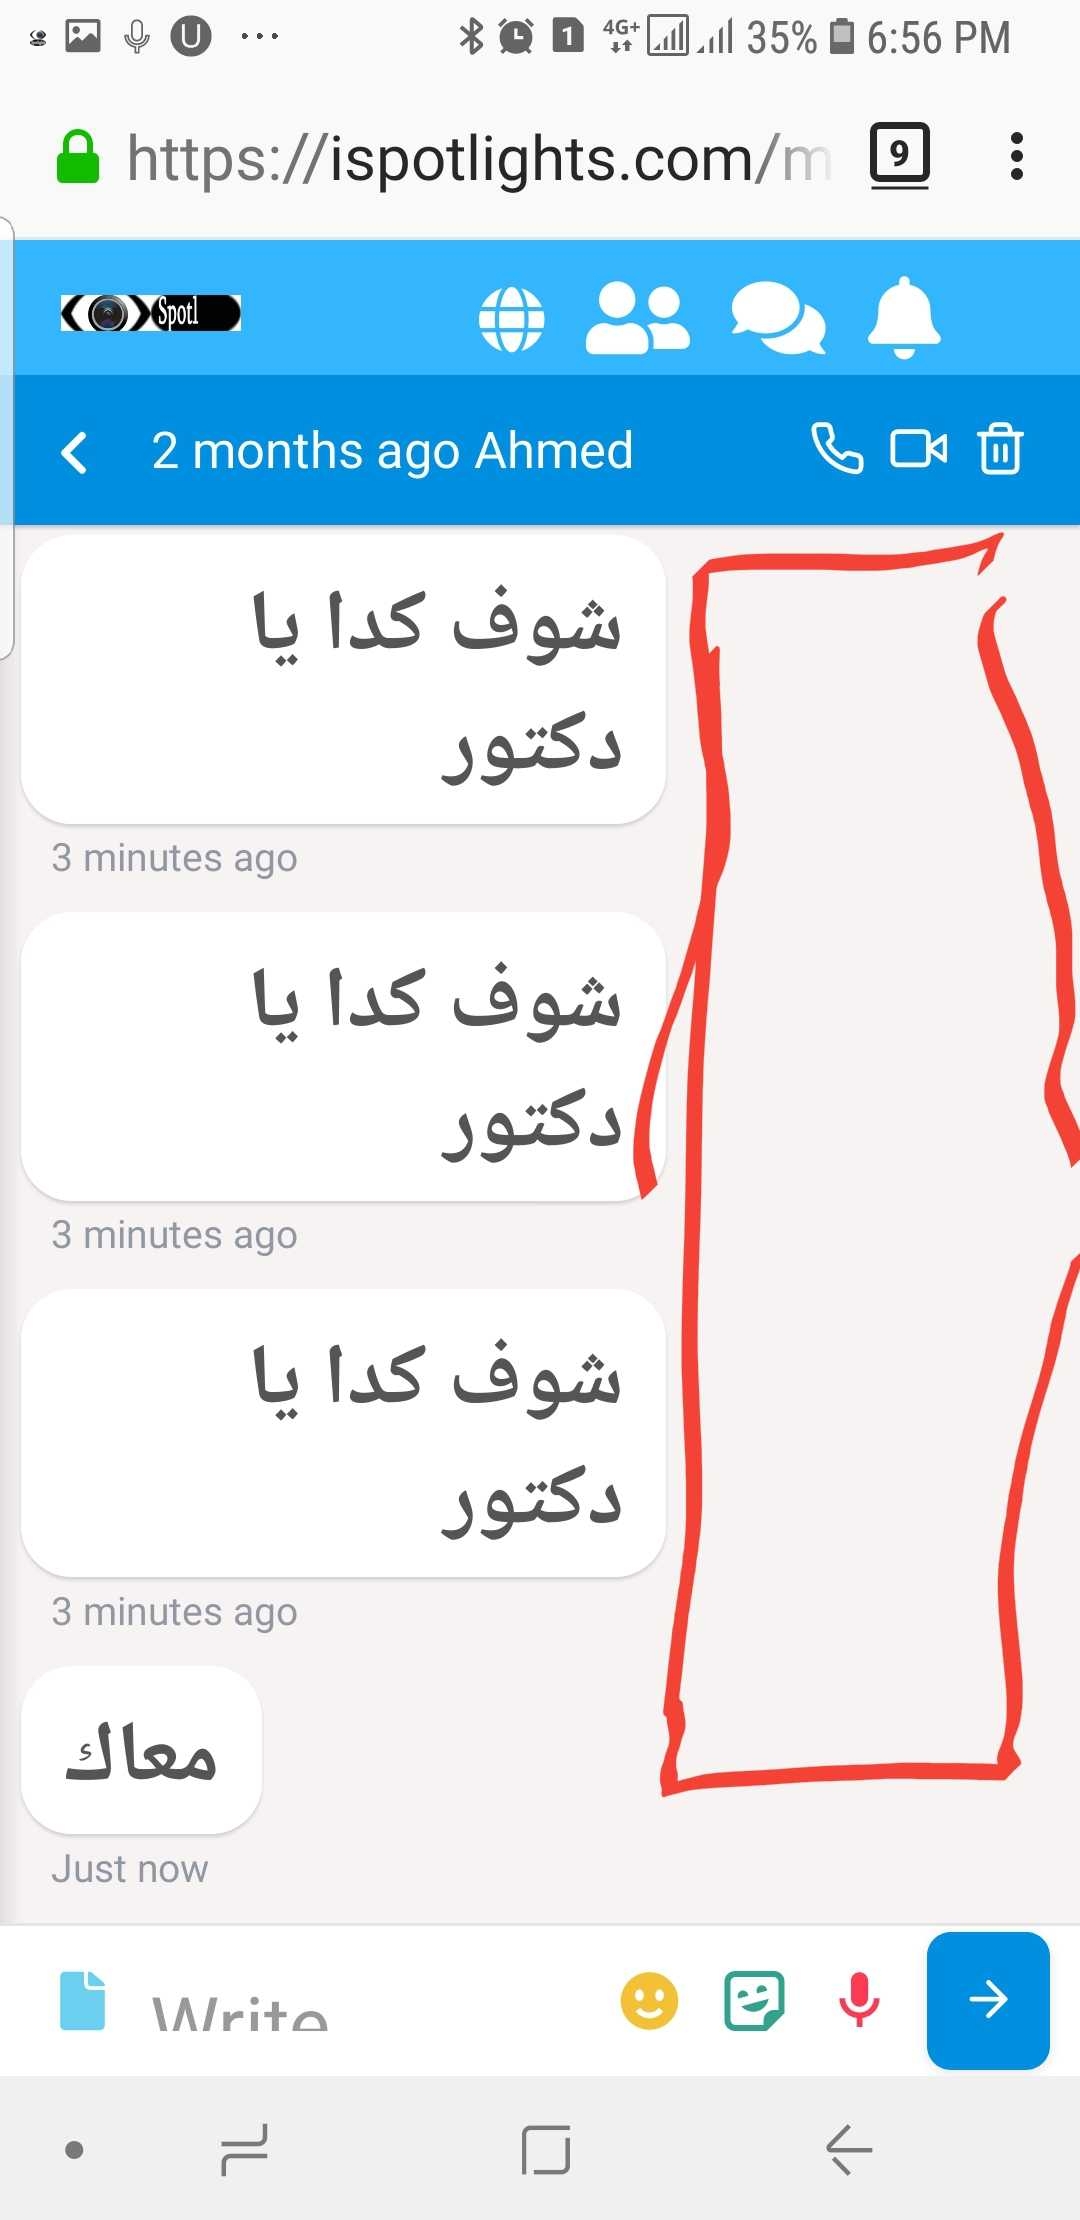 U ... 1 4G+ 35% 6:56 PM
https://ispotlights.com/m 9
Spotl
2 months ago Ahmed
شوف كدا يا
دكتور
3 minutes ago
شوف كدا يا
دكتور
3 minutes ago
شوف كدا يا
دكتور
3 minutes ago
معاك
Just now
Write